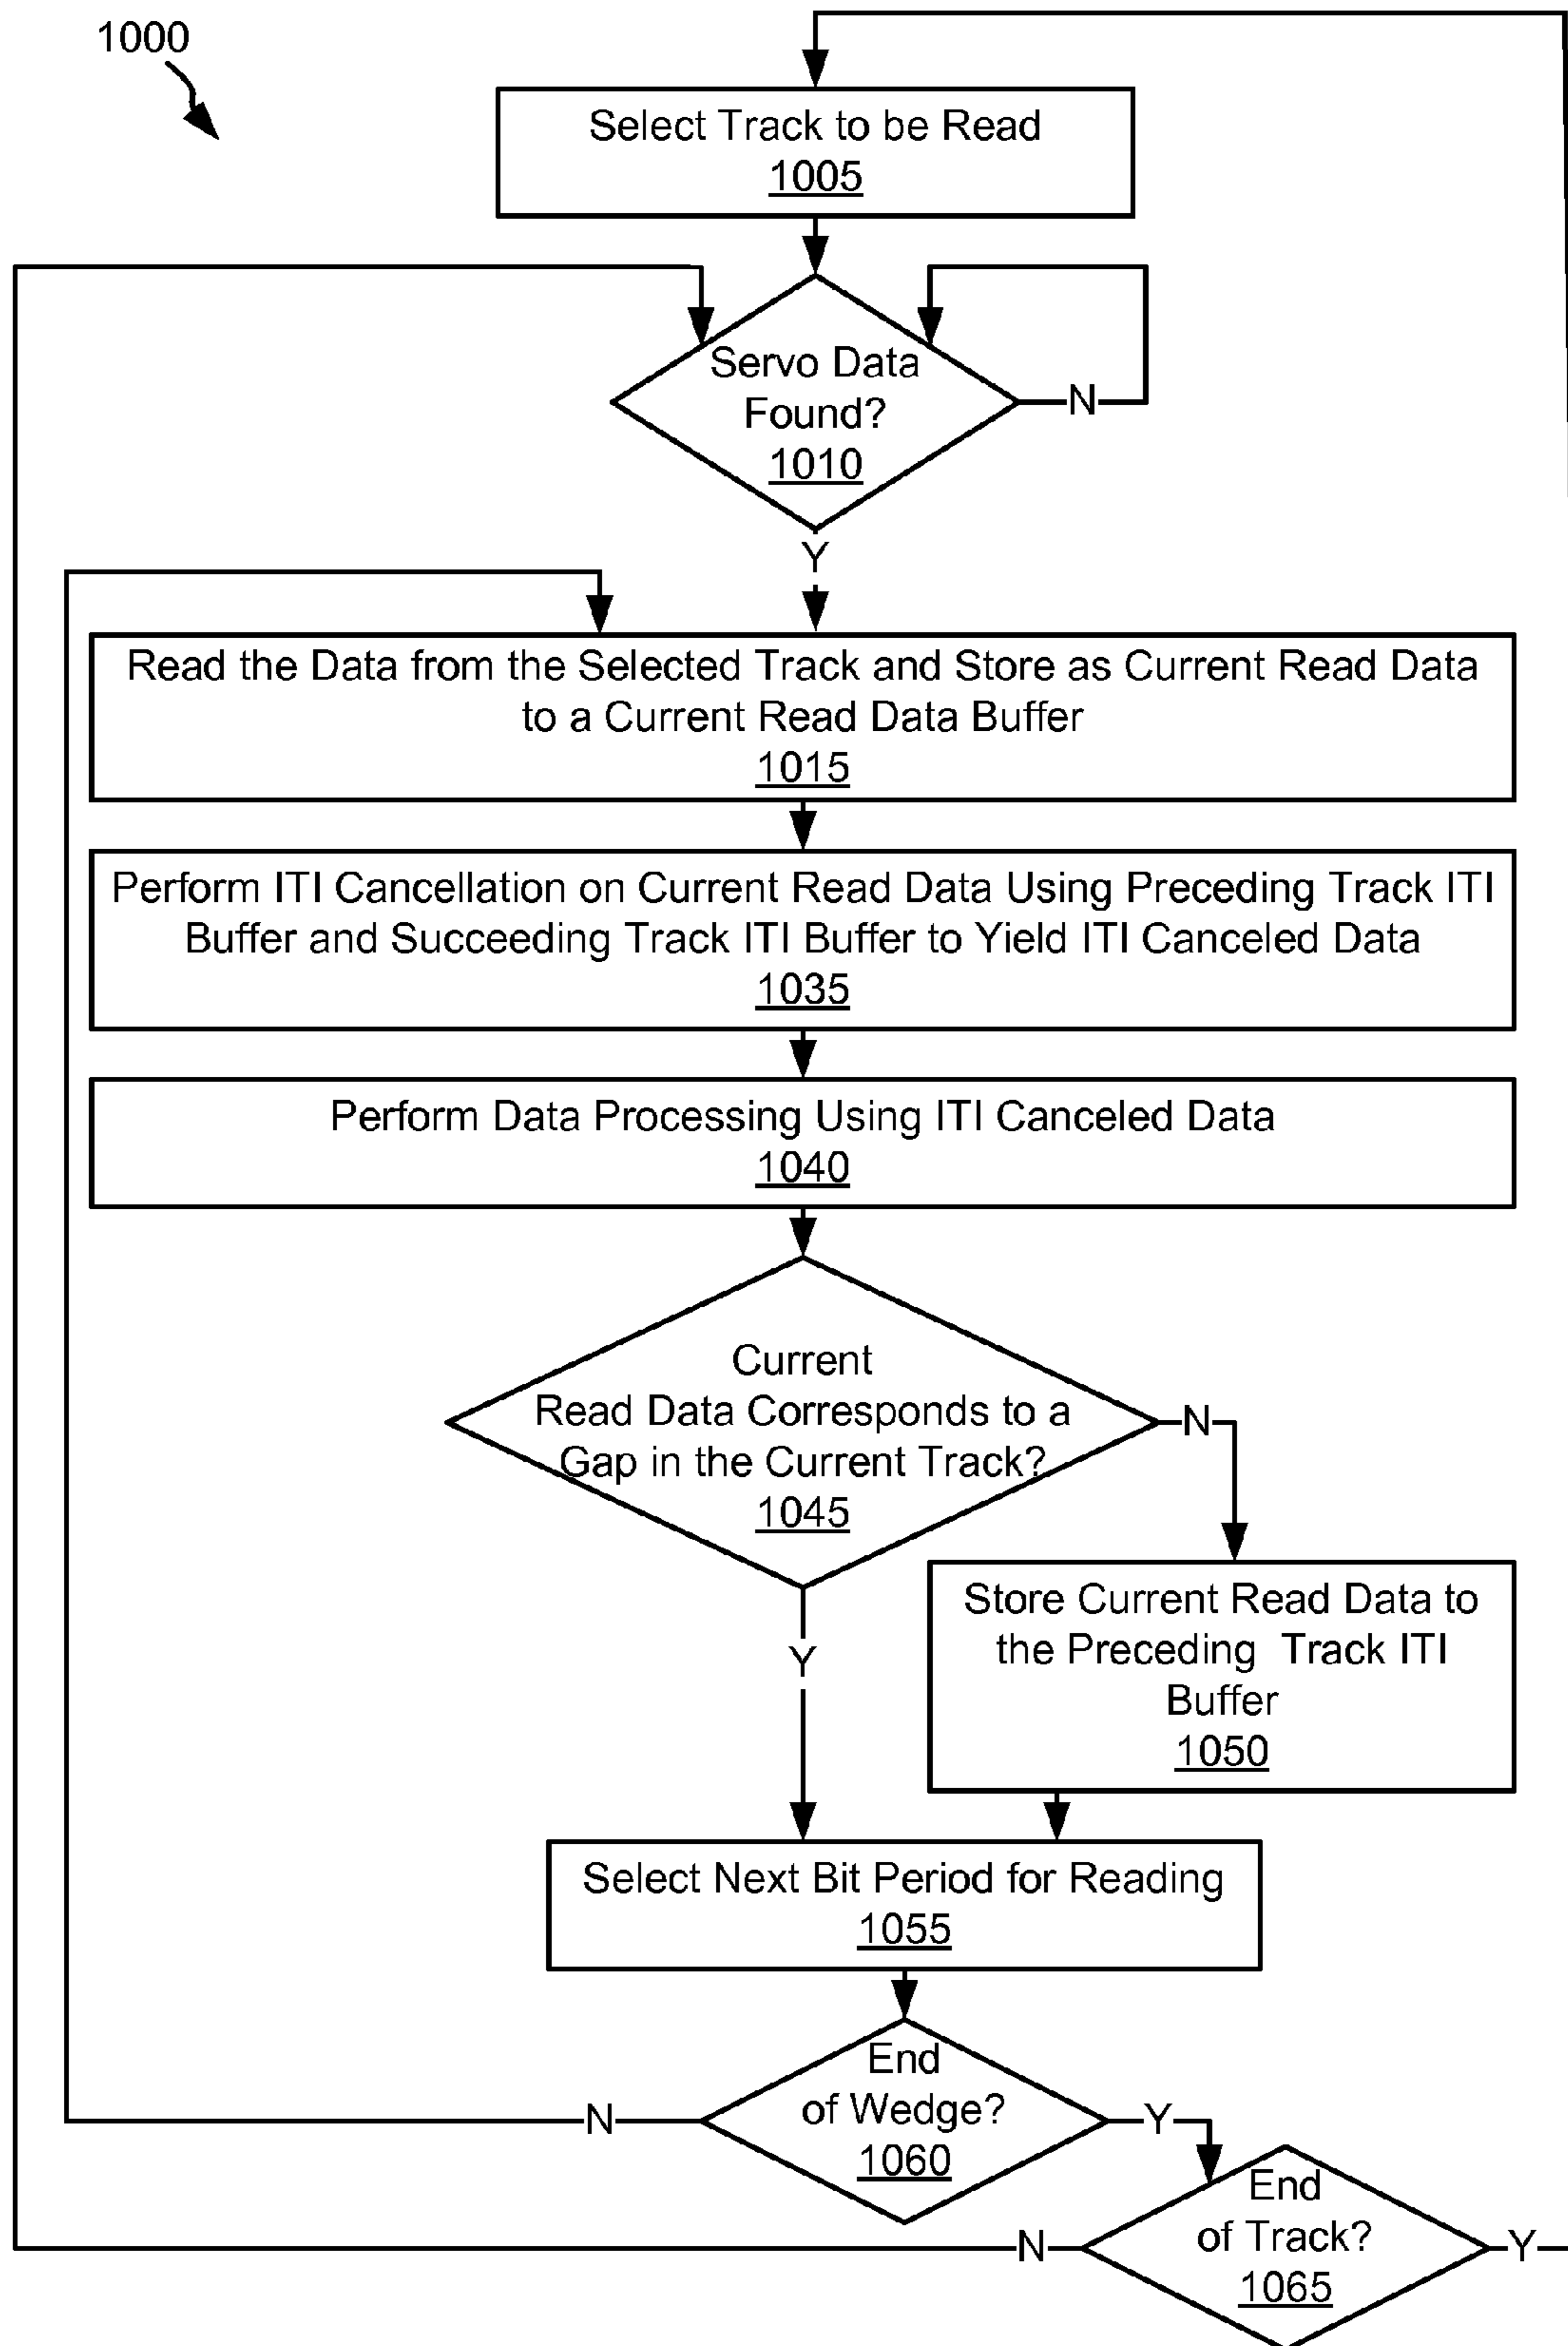 1000
Select Track to be Read
1005
Servo Data
Found?
1010
N
Y
Read the Data from the Selected Track and Store as Current Read Data
to a Current Read Data Buffer
1015
Perform ITI Cancellation on Current Read Data Using Preceding Track ITI
Buffer and Succeeding Track ITI Buffer to Yield ITI Canceled Data
1035
Perform Data Processing Using ITI Canceled Data
1040
Current
Read Data Corresponds to a
Gap in the Current Track?
1045
N
Y
Store Current Read Data to
the Preceding Track ITI
Buffer
1050
Select Next Bit Period for Reading
1055
End
of Wedge?
1060
N
Y
End
of Track?
1065
N
Y